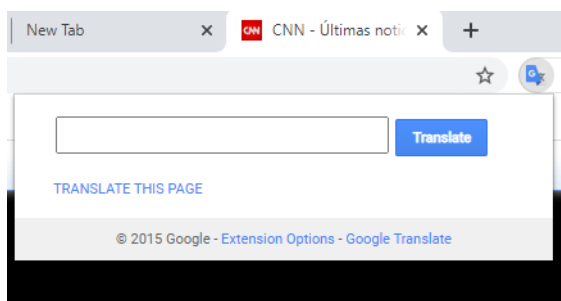 New Tab
CNN CNN - Últimas notic
Translate
TRANSLATE THIS PAGE
© 2015 Google - Extension Options - Google Translate